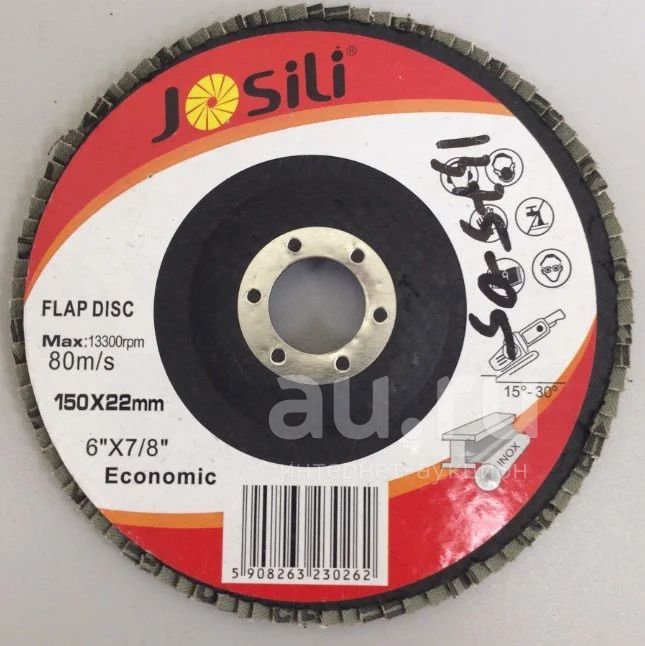 JOSiLi®
FLAP DISC
Max:13300rpm
80m/s
150X22mm
6"X7/8"
Economic
15°-30°
INOX
5 908263 230262
au.ru
интернет-аукцион